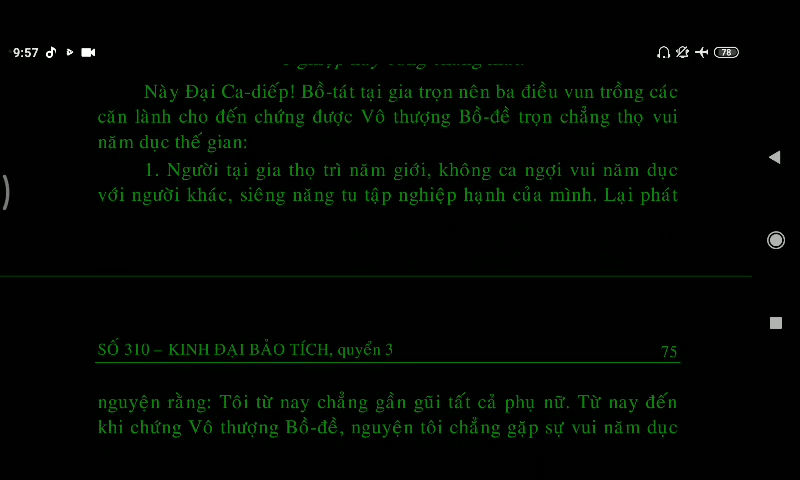 9:57
78
Này Đại Ca-diếp! Bồ-tát tại gia trọn nên ba điều vun trồng các
căn lành cho đến chứng được Vô thượng Bồ-đề trọn chẳng thọ vui
năm dục thế gian:
1. Người tại gia thọ trì năm giới, không ca ngợi vui năm dục
với người khác, siêng năng tu tập nghiệp hạnh của mình. Lại phát
SỐ 310 – KINH ĐẠI BẢO TÍCH, quyển 3
75
nguyện rằng: Tôi từ nay chẳng gần gũi tất cả phụ nữ. Từ nay đến
khi chứng Vô thượng Bồ-đề, nguyện tôi chẳng gặp sự vui năm dục